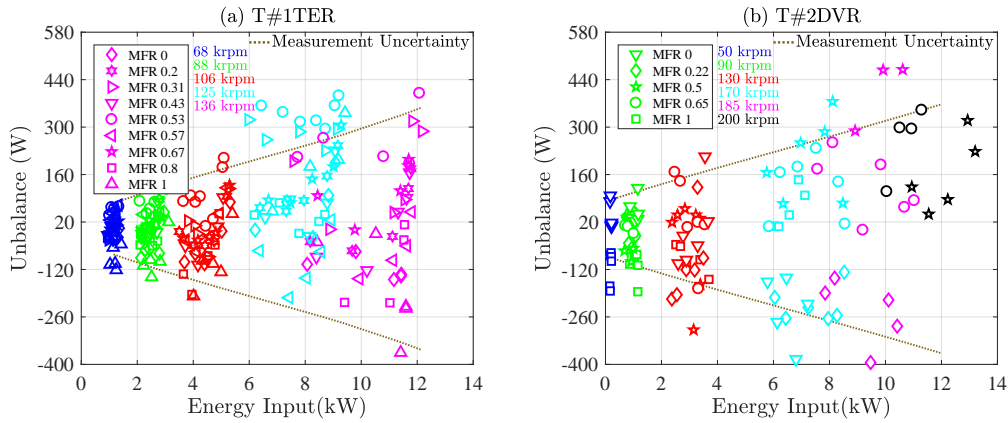 (a) T#1TER
580
440
300
160
20
-120
-260
-400
Unbalance (W)
0
2
4
6
8
10
12
14
Energy Input(kW)
MFR 0
MFR 0.2
MFR 0.31
MFR 0.43
MFR 0.53
MFR 0.57
MFR 0.67
MFR 0.8
MFR 1
68 krpm
88 krpm
106 krpm
125 krpm
136 krpm
Measurement Uncertainty
(b) T#2DVR
580
440
300
160
20
-120
-260
-400
Unbalance (W)
0
2
4
6
8
10
12
14
Energy Input(kW)
MFR 0
MFR 0.22
MFR 0.5
MFR 0.65
MFR 1
50 krpm
90 krpm
130 krpm
170 krpm
185 krpm
200 krpm
Measurement Uncertainty